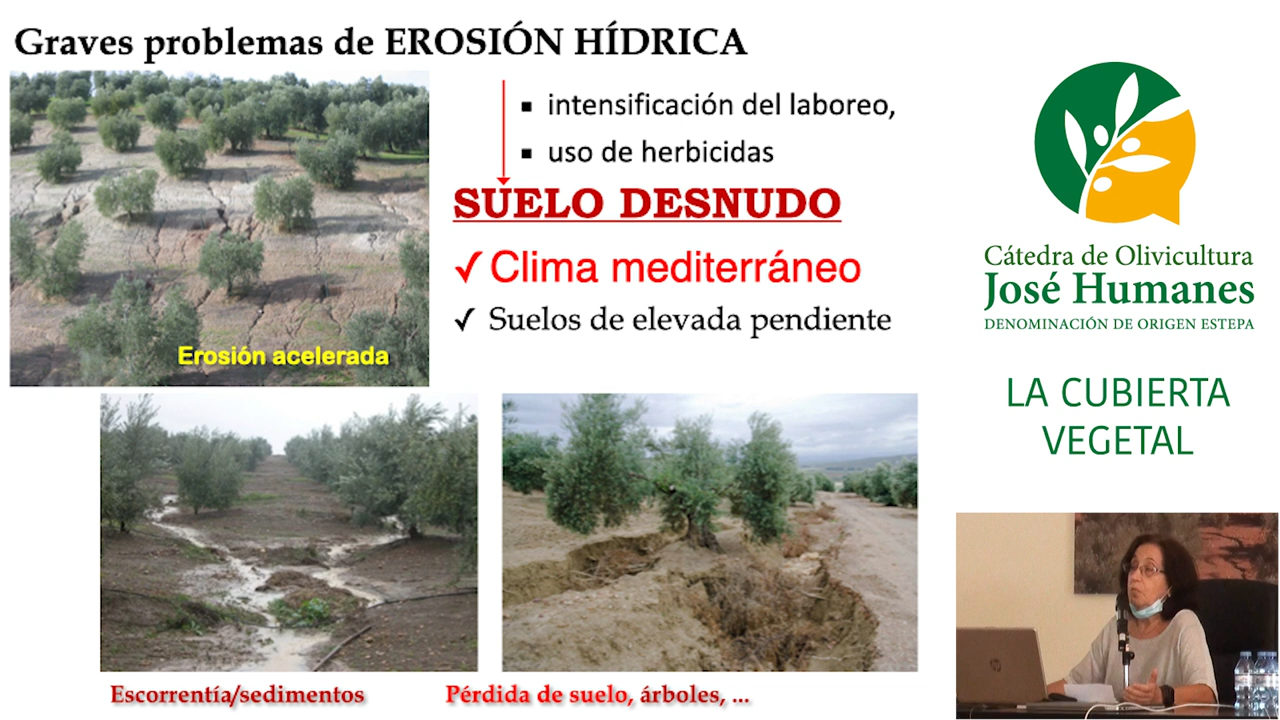 Graves problemas de EROSIÓN HÍDRICA
▪ intensificación del laboreo,
▪ uso de herbicidas
SUELO DESNUDO
✓ Clima mediterráneo
✓ Suelos de elevada pendiente
Erosión acelerada
Escorrentía/sedimentos
Pérdida de suelo, árboles, ...
Cátedra de Olivicultura
José Humanes
DENOMINACIÓN DE ORIGEN ESTEPA
LA CUBIERTA
VEGETAL
hp